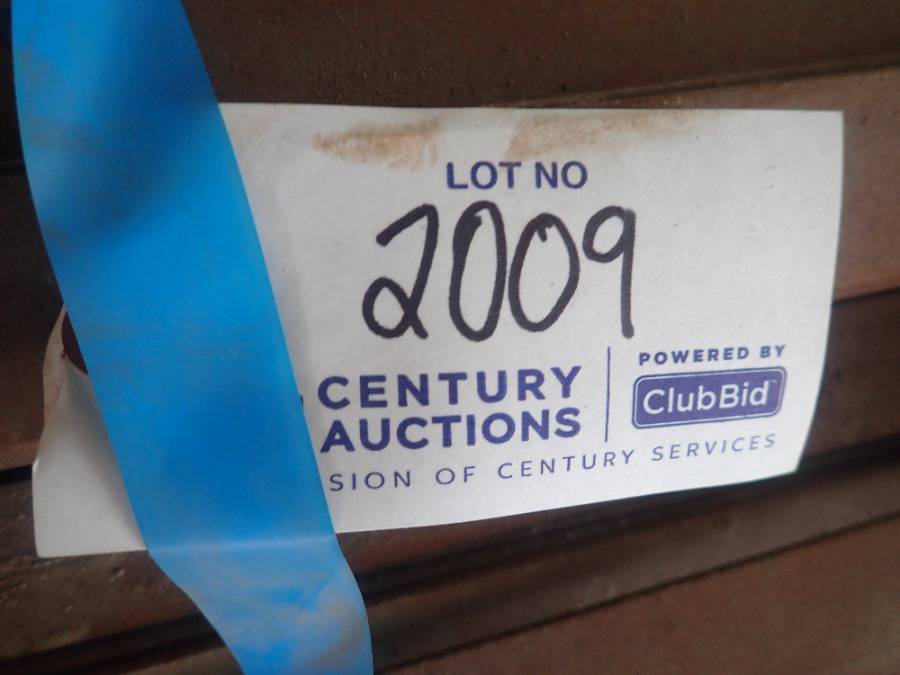 LOT NO
2009
CENTURY
AUCTIONS
POWERED BY
ClubBid
SION OF CENTURY SERVICES